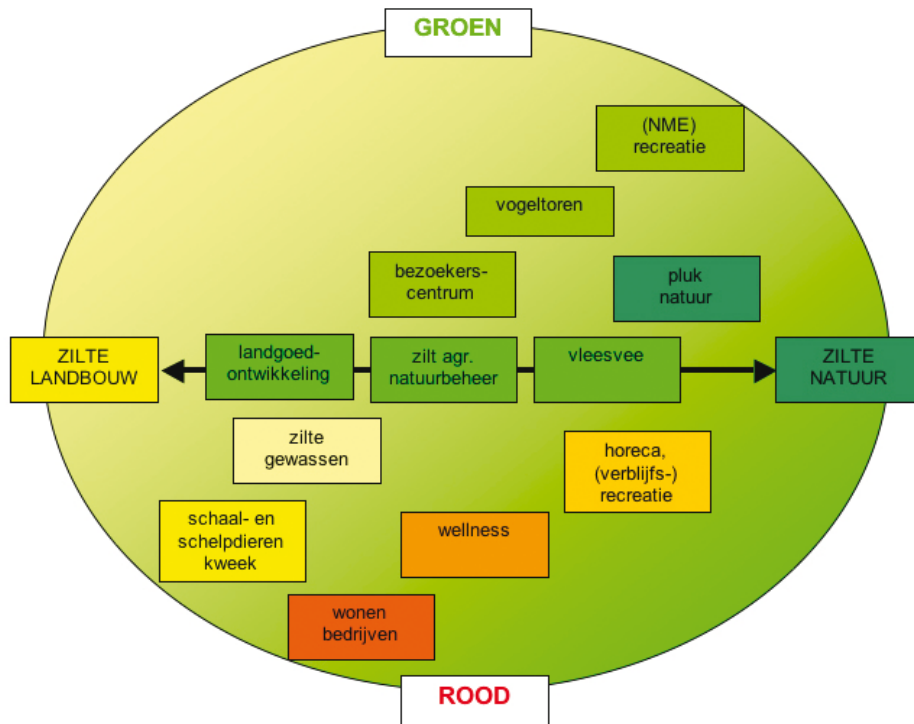 GROEN
(NME)
recreatie
vogeltoren
bezoekers-
centrum
pluk
natuur
ZILTE
LANDBOUW
landgoed-
ontwikkeling
zilt agr.
natuurbeheer
vleesvee
ZILTE
NATUUR
zilte
gewassen
horeca,
(verblijfs-)
recreatie
schaal- en
schelpdieren
kweek
wellness
wonen
bedrijven
ROOD